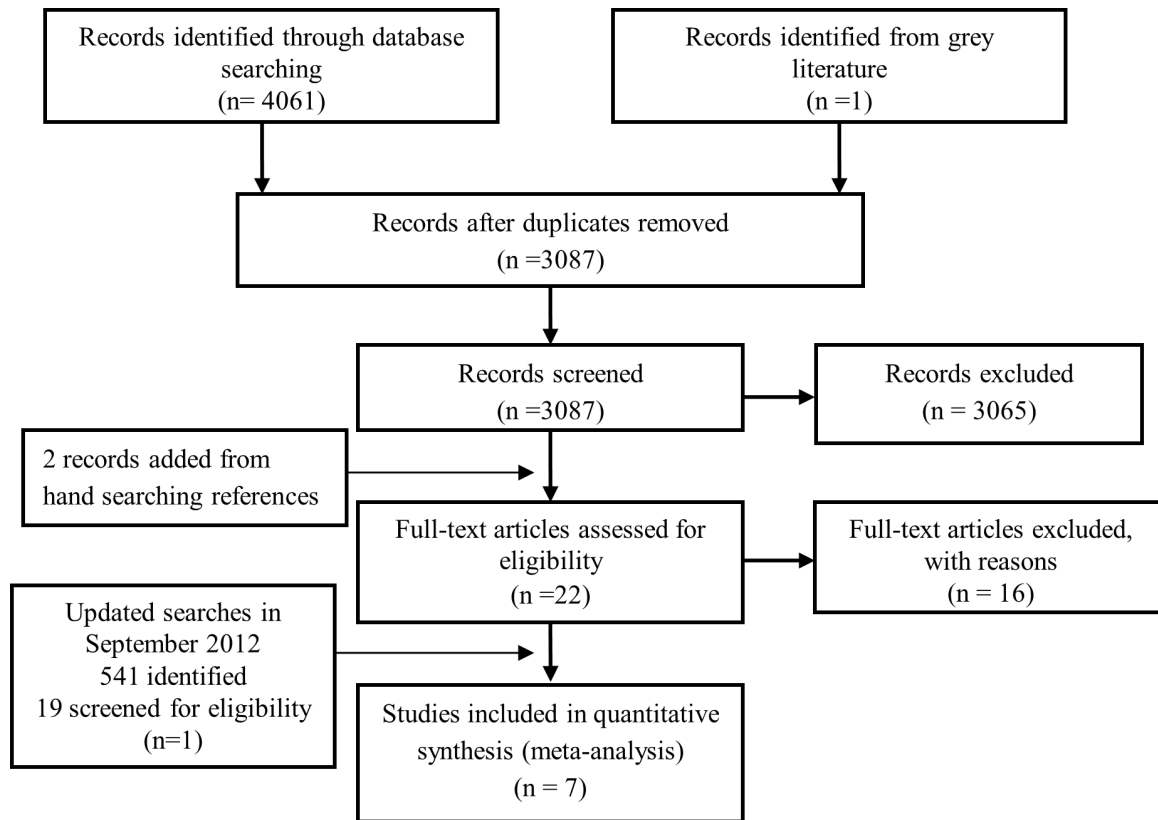 Records identified through database
searching
(n= 4061)
Records identified from grey
literature
(n =1)
Records after duplicates removed
(n =3087)
Records screened
(n =3087)
Records excluded
(n = 3065)
2 records added from
hand searching references
Full-text articles assessed for
eligibility
(n =22)
Full-text articles excluded,
with reasons
(n = 16)
Updated searches in
September 2012
541 identified
19 screened for eligibility
(n=1)
Studies included in quantitative
synthesis (meta-analysis)
(n = 7)